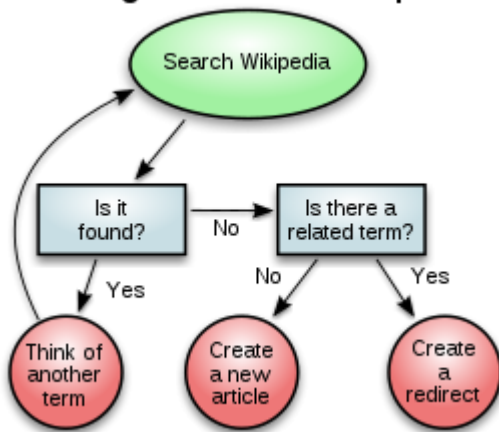 Search Wikipedia
Is it
found?
No
Is there a
related term?
Yes
No
Yes
Think of
another
term
Create
a new
article
Create
a
redirect